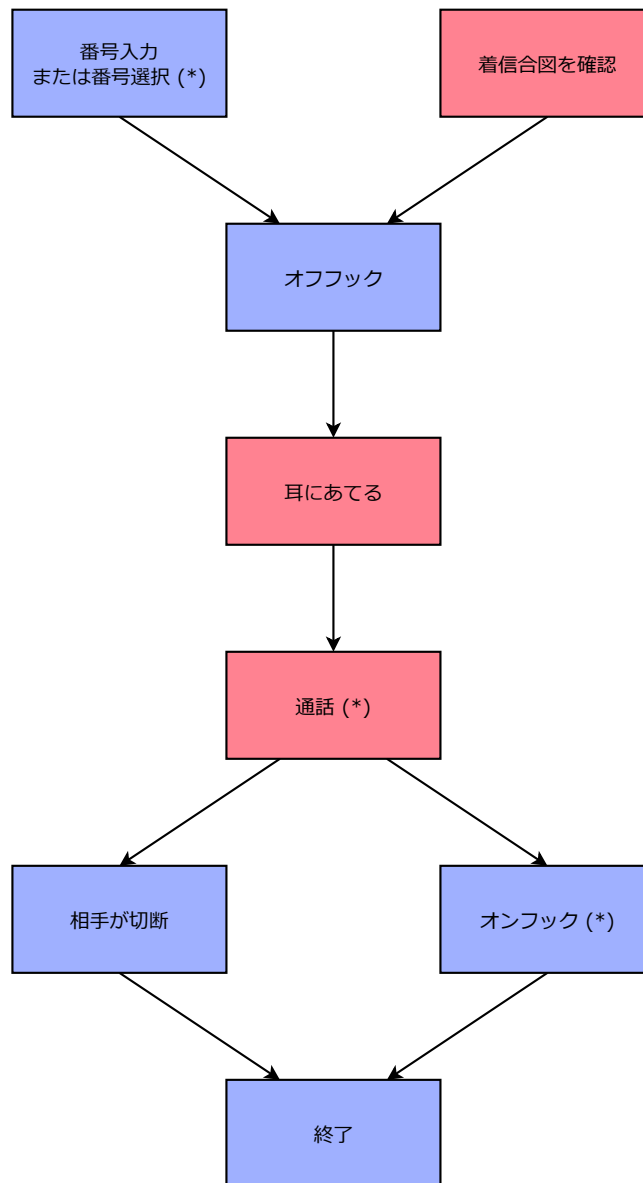 番号入力
または番号選択 (*)
着信合図を確認
オフフック
耳にあてる
通話 (*)
相手が切断
オンフック (*)
終了